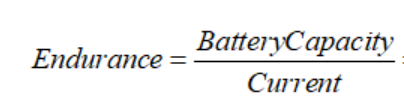 Endurance = BatteryCapacity / Current =